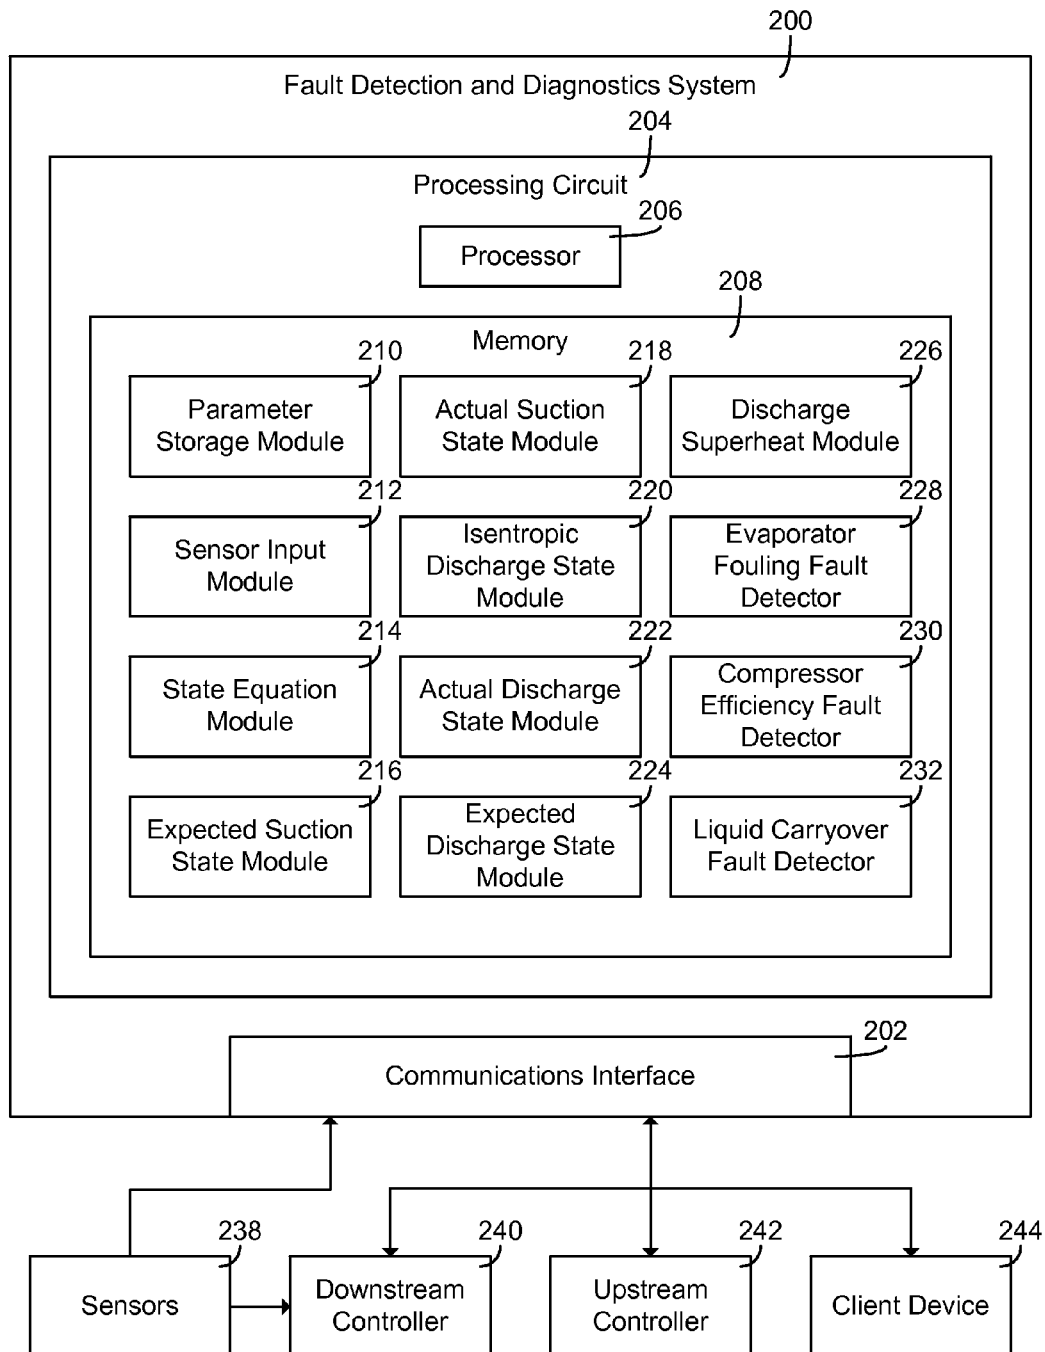 200
Fault Detection and Diagnostics System
204
Processing Circuit
206
Processor
208
Memory
210
Parameter
Storage Module
218
Actual Suction
State Module
226
Discharge
Superheat Module
212
Sensor Input
Module
220
Isentropic
Discharge State
Module
228
Evaporator
Fouling Fault
Detector
214
State Equation
Module
222
Actual Discharge
State Module
230
Compressor
Efficiency Fault
Detector
216
Expected Suction
State Module
224
Expected
Discharge State
Module
232
Liquid Carryover
Fault Detector
202
Communications Interface
238
Sensors
240
Downstream
Controller
242
Upstream
Controller
244
Client Device